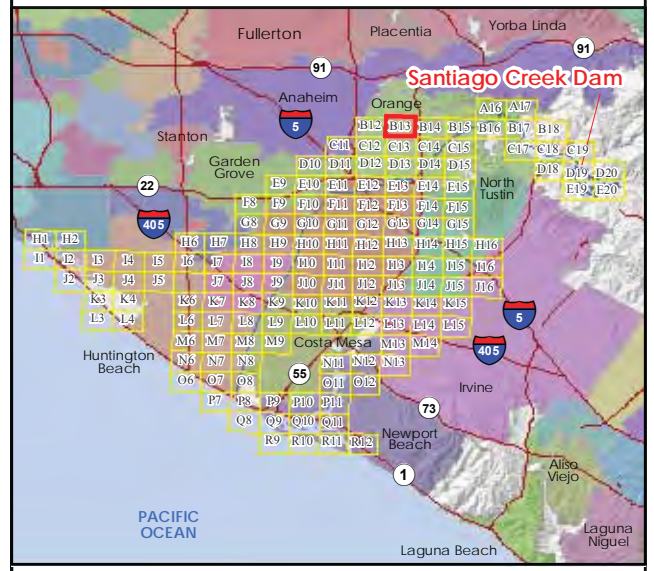 Fullerton
Placentia
Yorba Linda
91
91
Santiago Creek Dam
Anaheim
Orange
5
A16 A17
B12 B13 B14 B15 B16 B17 B18
Stanton
C11 C12 C13 C14 C15 C17 C18 C19
Garden
Grove
D10 D11 D12 D13 D14 D15 D18 D19 D20
22
E9 E10 E11 E12 E13 E14 E15 E19 E20
North
Tustin
F8 F9 F10 F11 F12 F13 F14 F15
405
G8 G9 G10 G11 G12 G13 G14 G15
H1 H2 H6 H7 H8 H9 H10 H11 H12 H13 H14 H15 H16
I1 I2 I3 I4 I5 I6 I7 I8 I9 I10 I11 I12 I13 I14 I15 I16
J2 J3 J4 J5 J7 J8 J9 J10 J11 J12 J13 J14 J15 J16
K3 K4 K6 K7 K8 K9 K10 K11 K12 K13 K14 K15
5
L3 L4 L6 L7 L8 L9 L10 L11 L12 L13 L14 L15
M6 M7 M8 M9 Costa Mesa M13 M14
405
Huntington
Beach
N6 N7 N8 N11 N12 N13
55
O6 O7 O8 O11 O12
Irvine
P7 P8 P9 P10 P11
73
Q8 Q9 Q10 Q11
Newport
Beach
R9 R10 R11 R12
1
Aliso
Viejo
PACIFIC
OCEAN
Laguna
Niguel
Laguna Beach